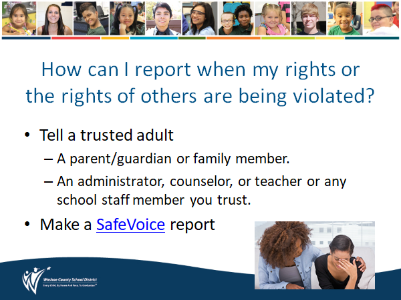 How can I report when my rights or
the rights of others are being violated?
• Tell a trusted adult
– A parent/guardian or family member.
– An administrator, counselor, or teacher or any
school staff member you trust.
• Make a SafeVoice report
Washoe County School District